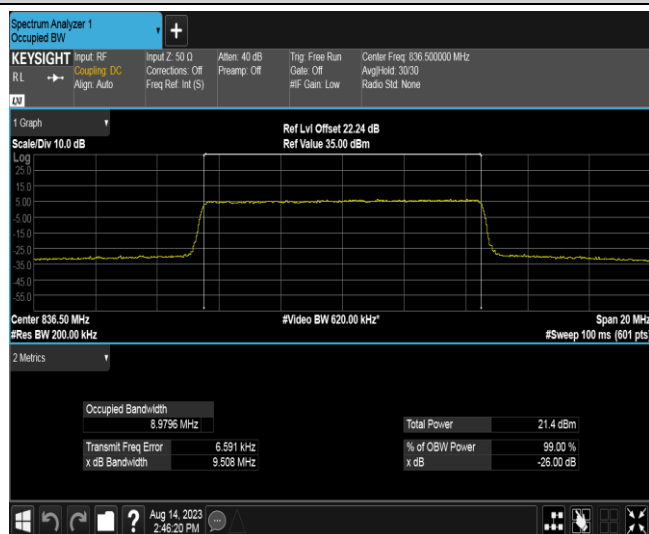 Spectrum Analyzer 1
Occupied BW
+
KEYSIGHT Input: RF Input Z: 50 Ω Atten: 40 dB Trig: Free Run Center Freq: 836.500000 MHz
RL Coupling: DC Corrections: Off Preamp: Off Gate: Off Avg|Hold: 30/30
Align: Auto Freq Ref: Int (S) #IF Gain: Low Radio Std: None
LXI
1 Graph
Ref Lvl Offset 22.24 dB
Scale/Div 10.0 dB Ref Value 35.00 dBm
Log
25.0
15.0
5.00
-5.00
-15.0
-25.0
-35.0
-45.0
-55.0
Center 836.50 MHz #Video BW 620.00 kHz* Span 20 MHz
#Res BW 200.00 kHz #Sweep 100 ms (601 pts)
2 Metrics
Occupied Bandwidth
8.9796 MHz Total Power 21.4 dBm
Transmit Freq Error 6.591 kHz % of OBW Power 99.00 %
x dB Bandwidth 9.508 MHz x dB -26.00 dB
? Aug 14, 2023
2:46:20 PM